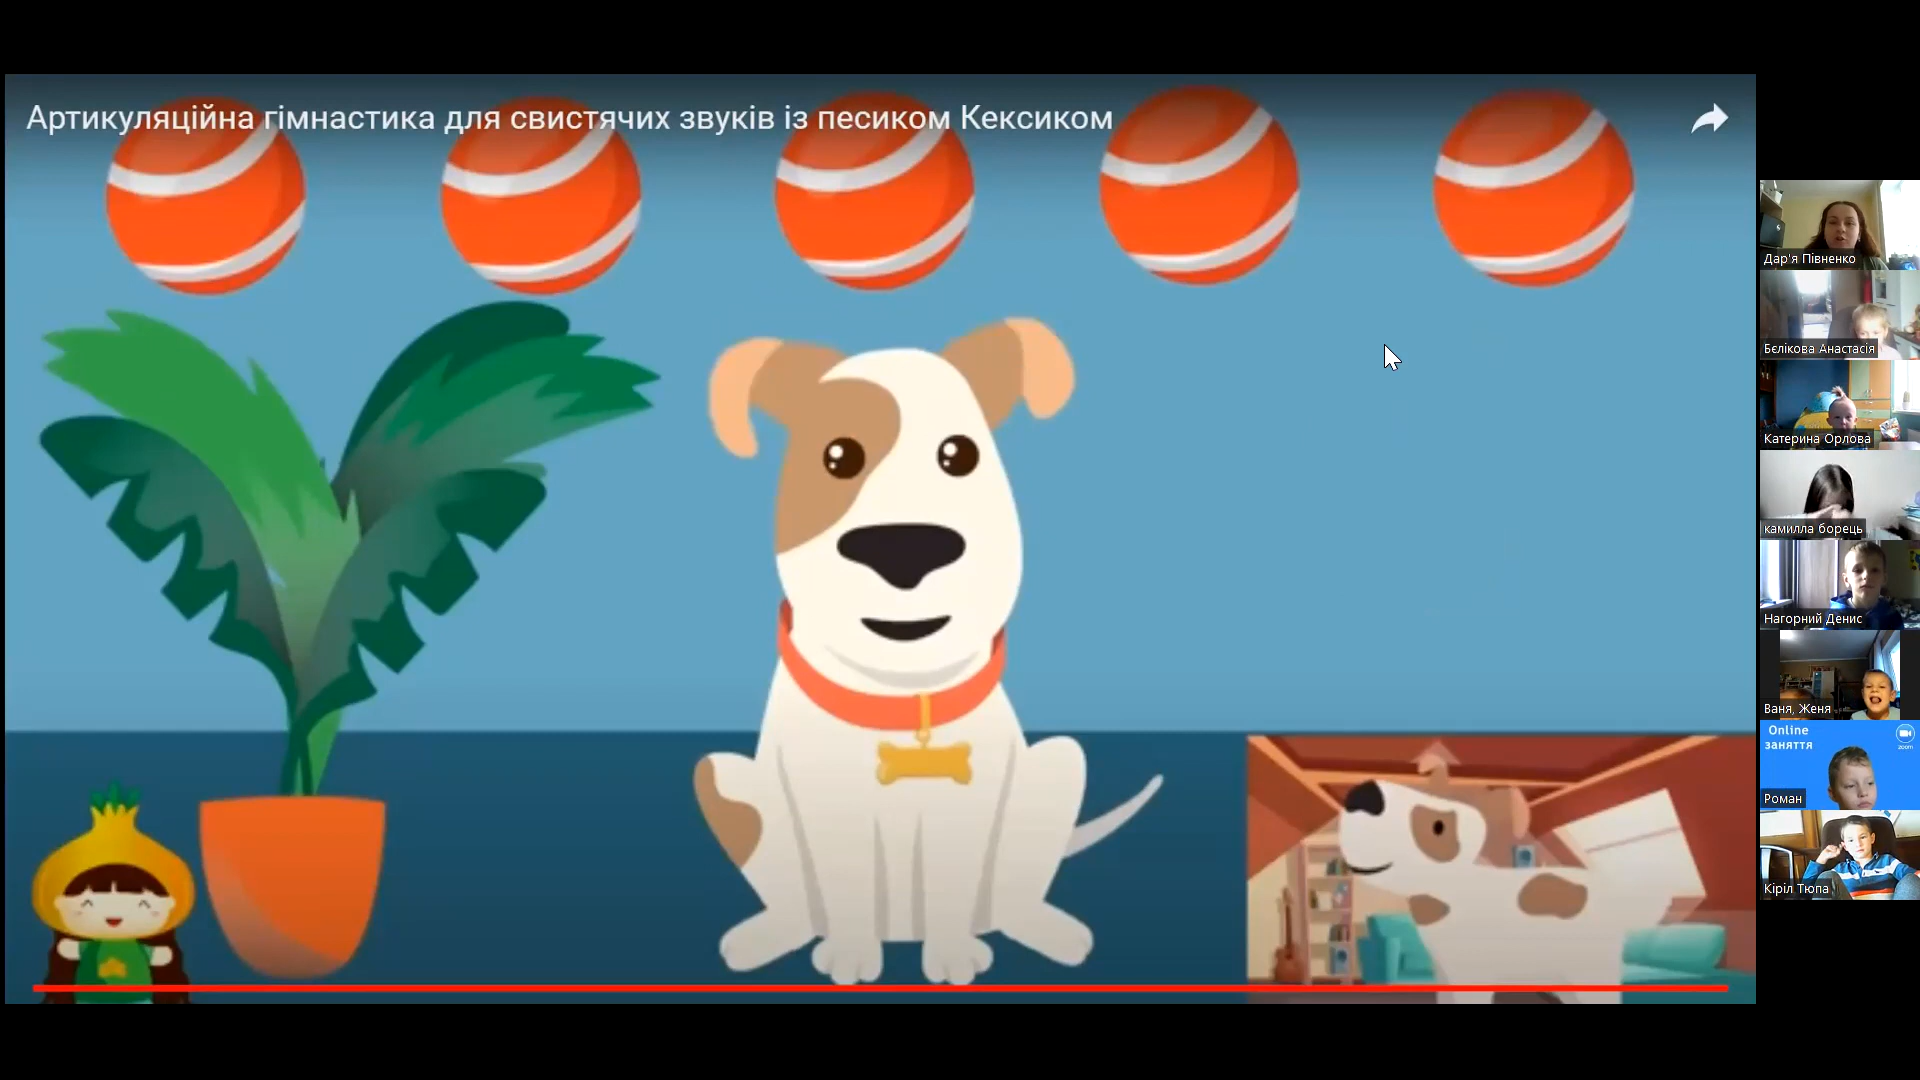 Артикуляційна гімнастика для свистячих звуків із песиком Кексиком
Дар'я Півненко
Бєлікова Анастасія
Катерина Орлова
камилла борець
Нагорний Денис
Ваня, Женя
Online
заняття
zoom
Роман
Кіріл Тюпа